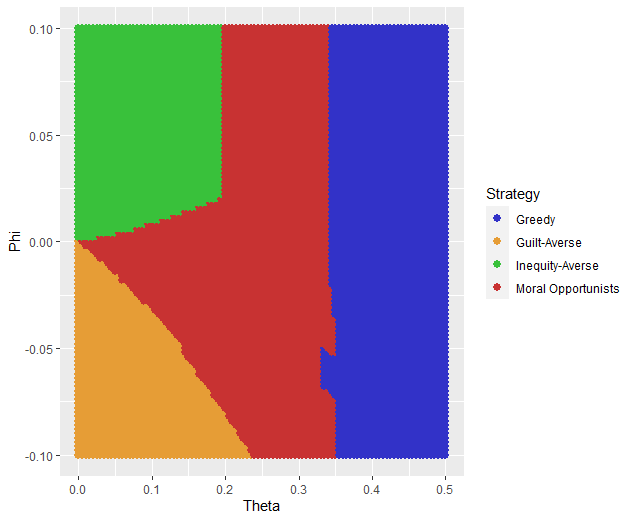 0.10
0.05
0.00
-0.05
-0.10
Phi
0.0
0.1
0.2
0.3
0.4
0.5
Theta
Strategy
Greedy
Guilt-Averse
Inequity-Averse
Moral Opportunists